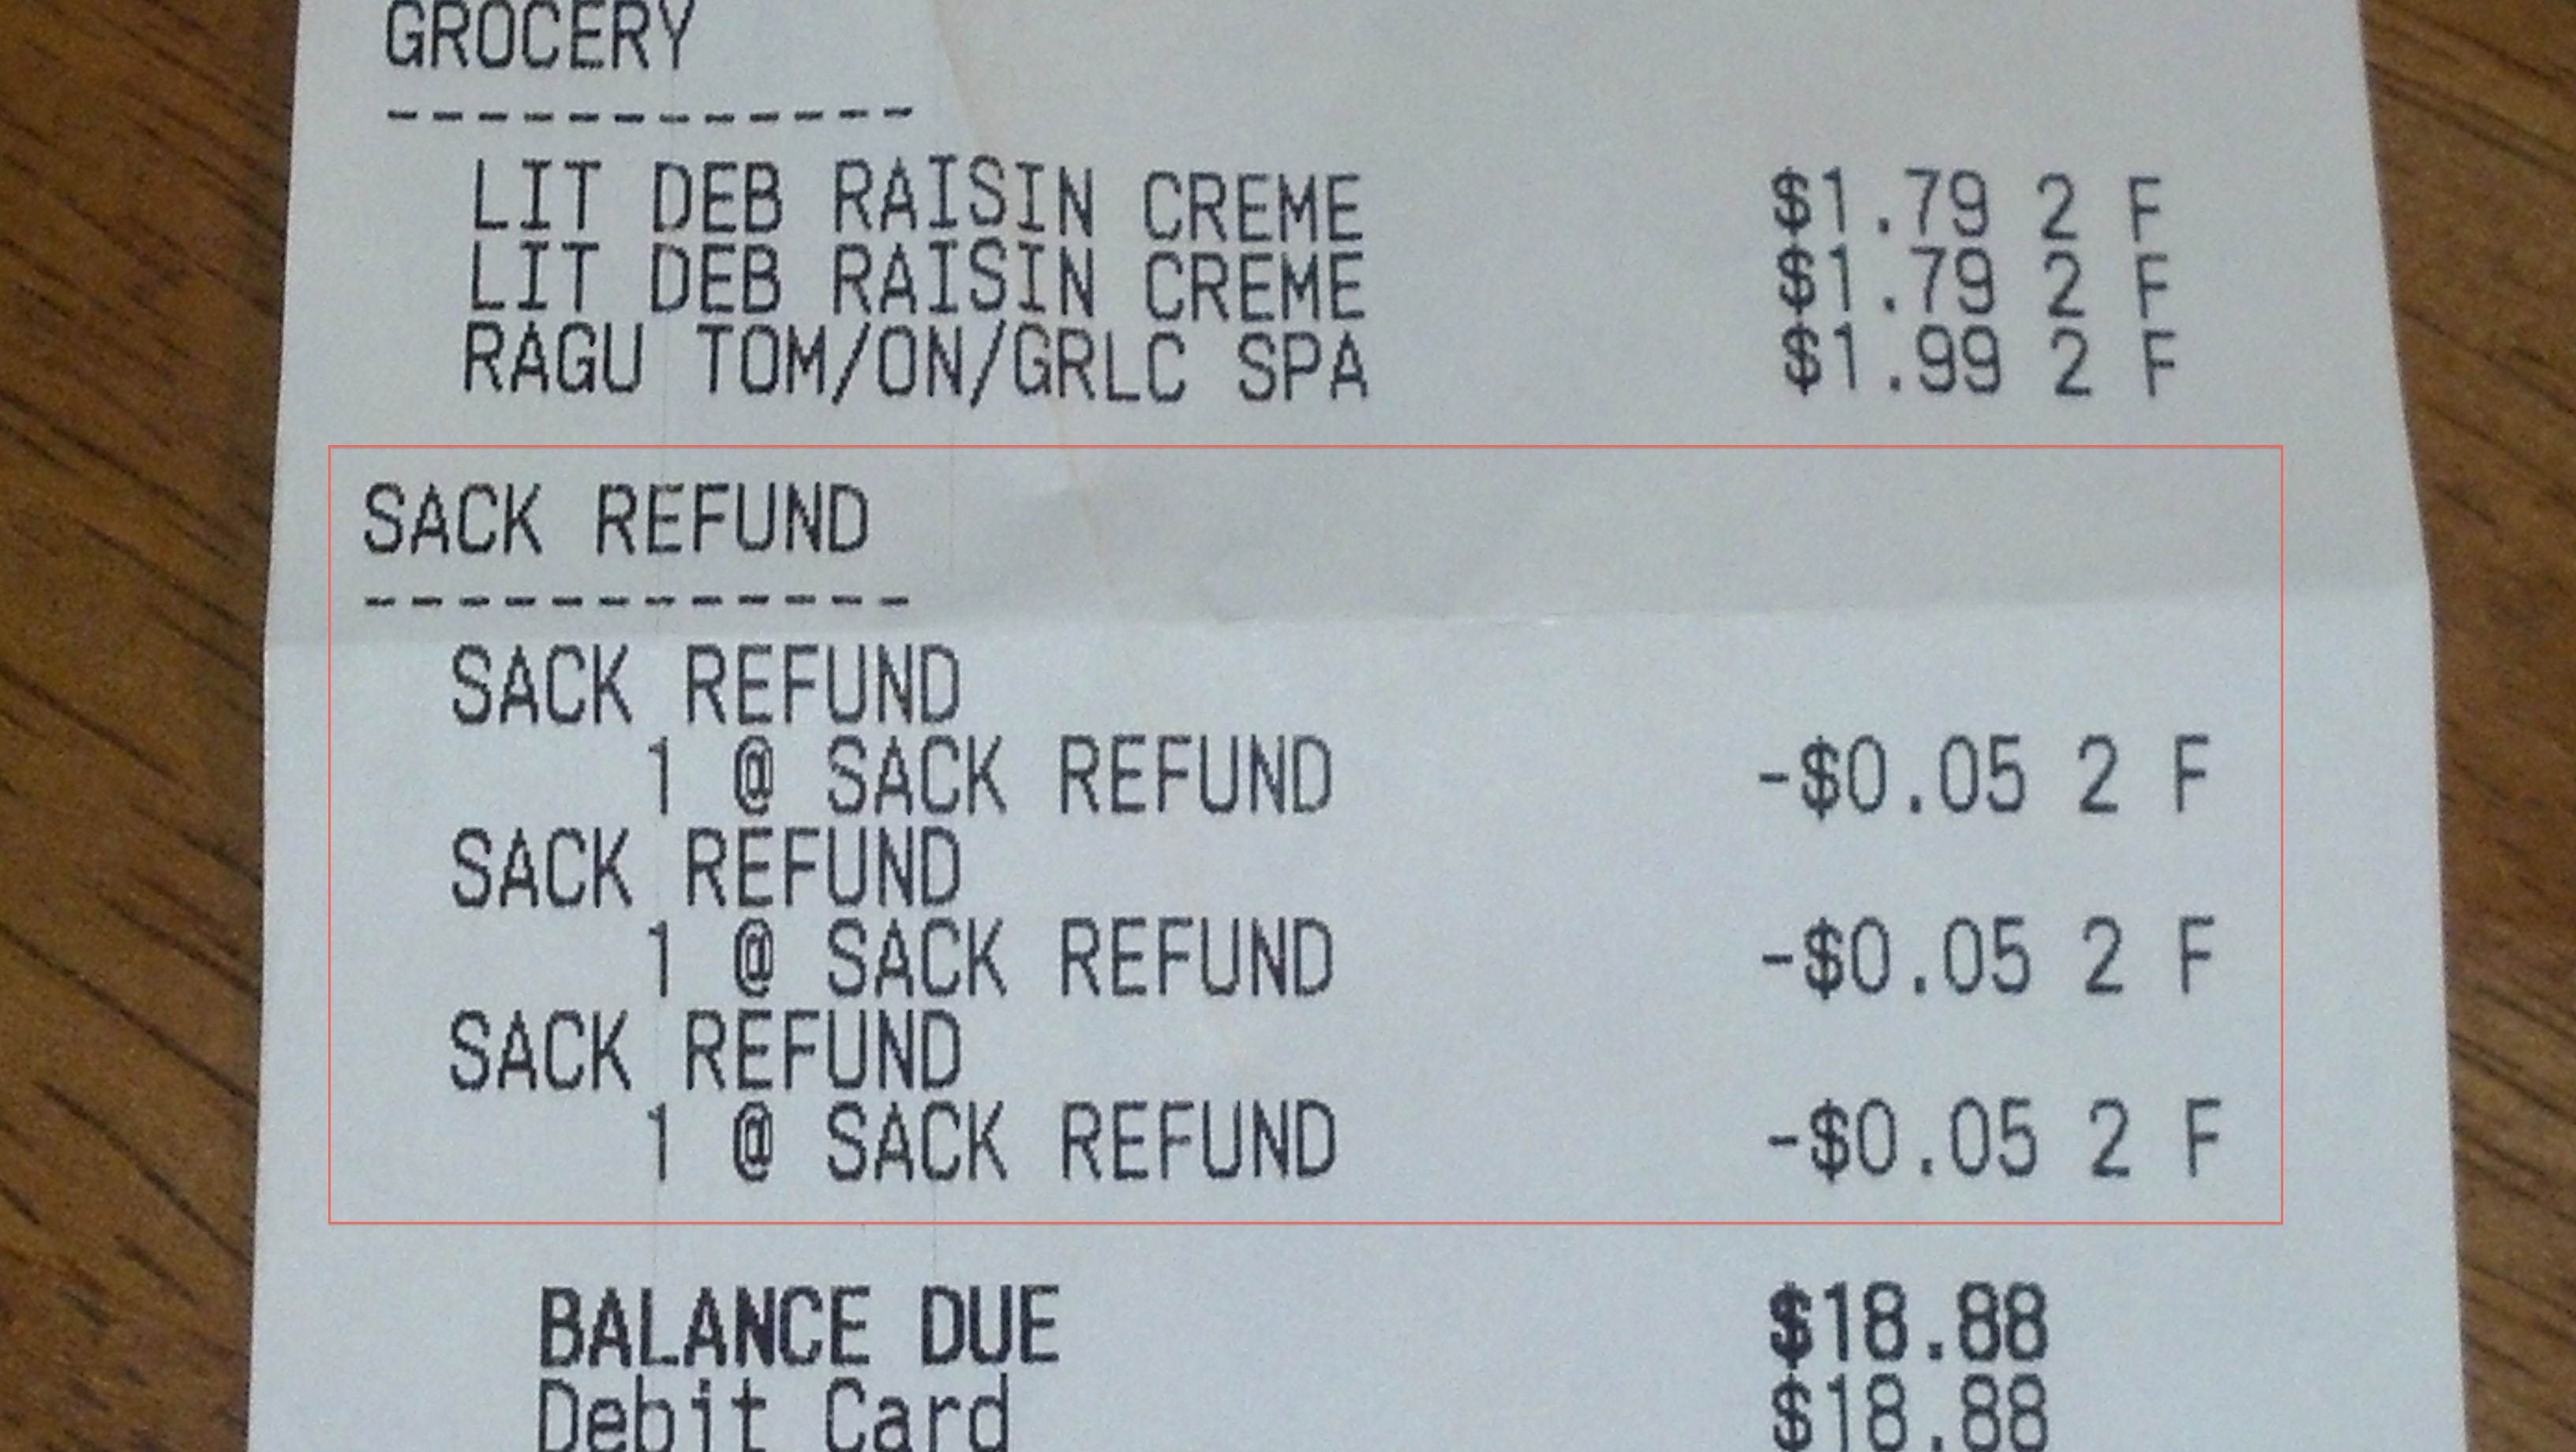 GROCERY
-------------
LIT DEB RAISIN CREME $1.79 2 F
LIT DEB RAISIN CREME $1.79 2 F
RAGU TOM/ON/GRLC SPA $1.99 2 F
SACK REFUND
------------
SACK REFUND
1 @ SACK REFUND -$0.05 2 F
SACK REFUND
1 @ SACK REFUND -$0.05 2 F
SACK REFUND
1 @ SACK REFUND -$0.05 2 F
BALANCE DUE $18.88
Debit Card $18.88